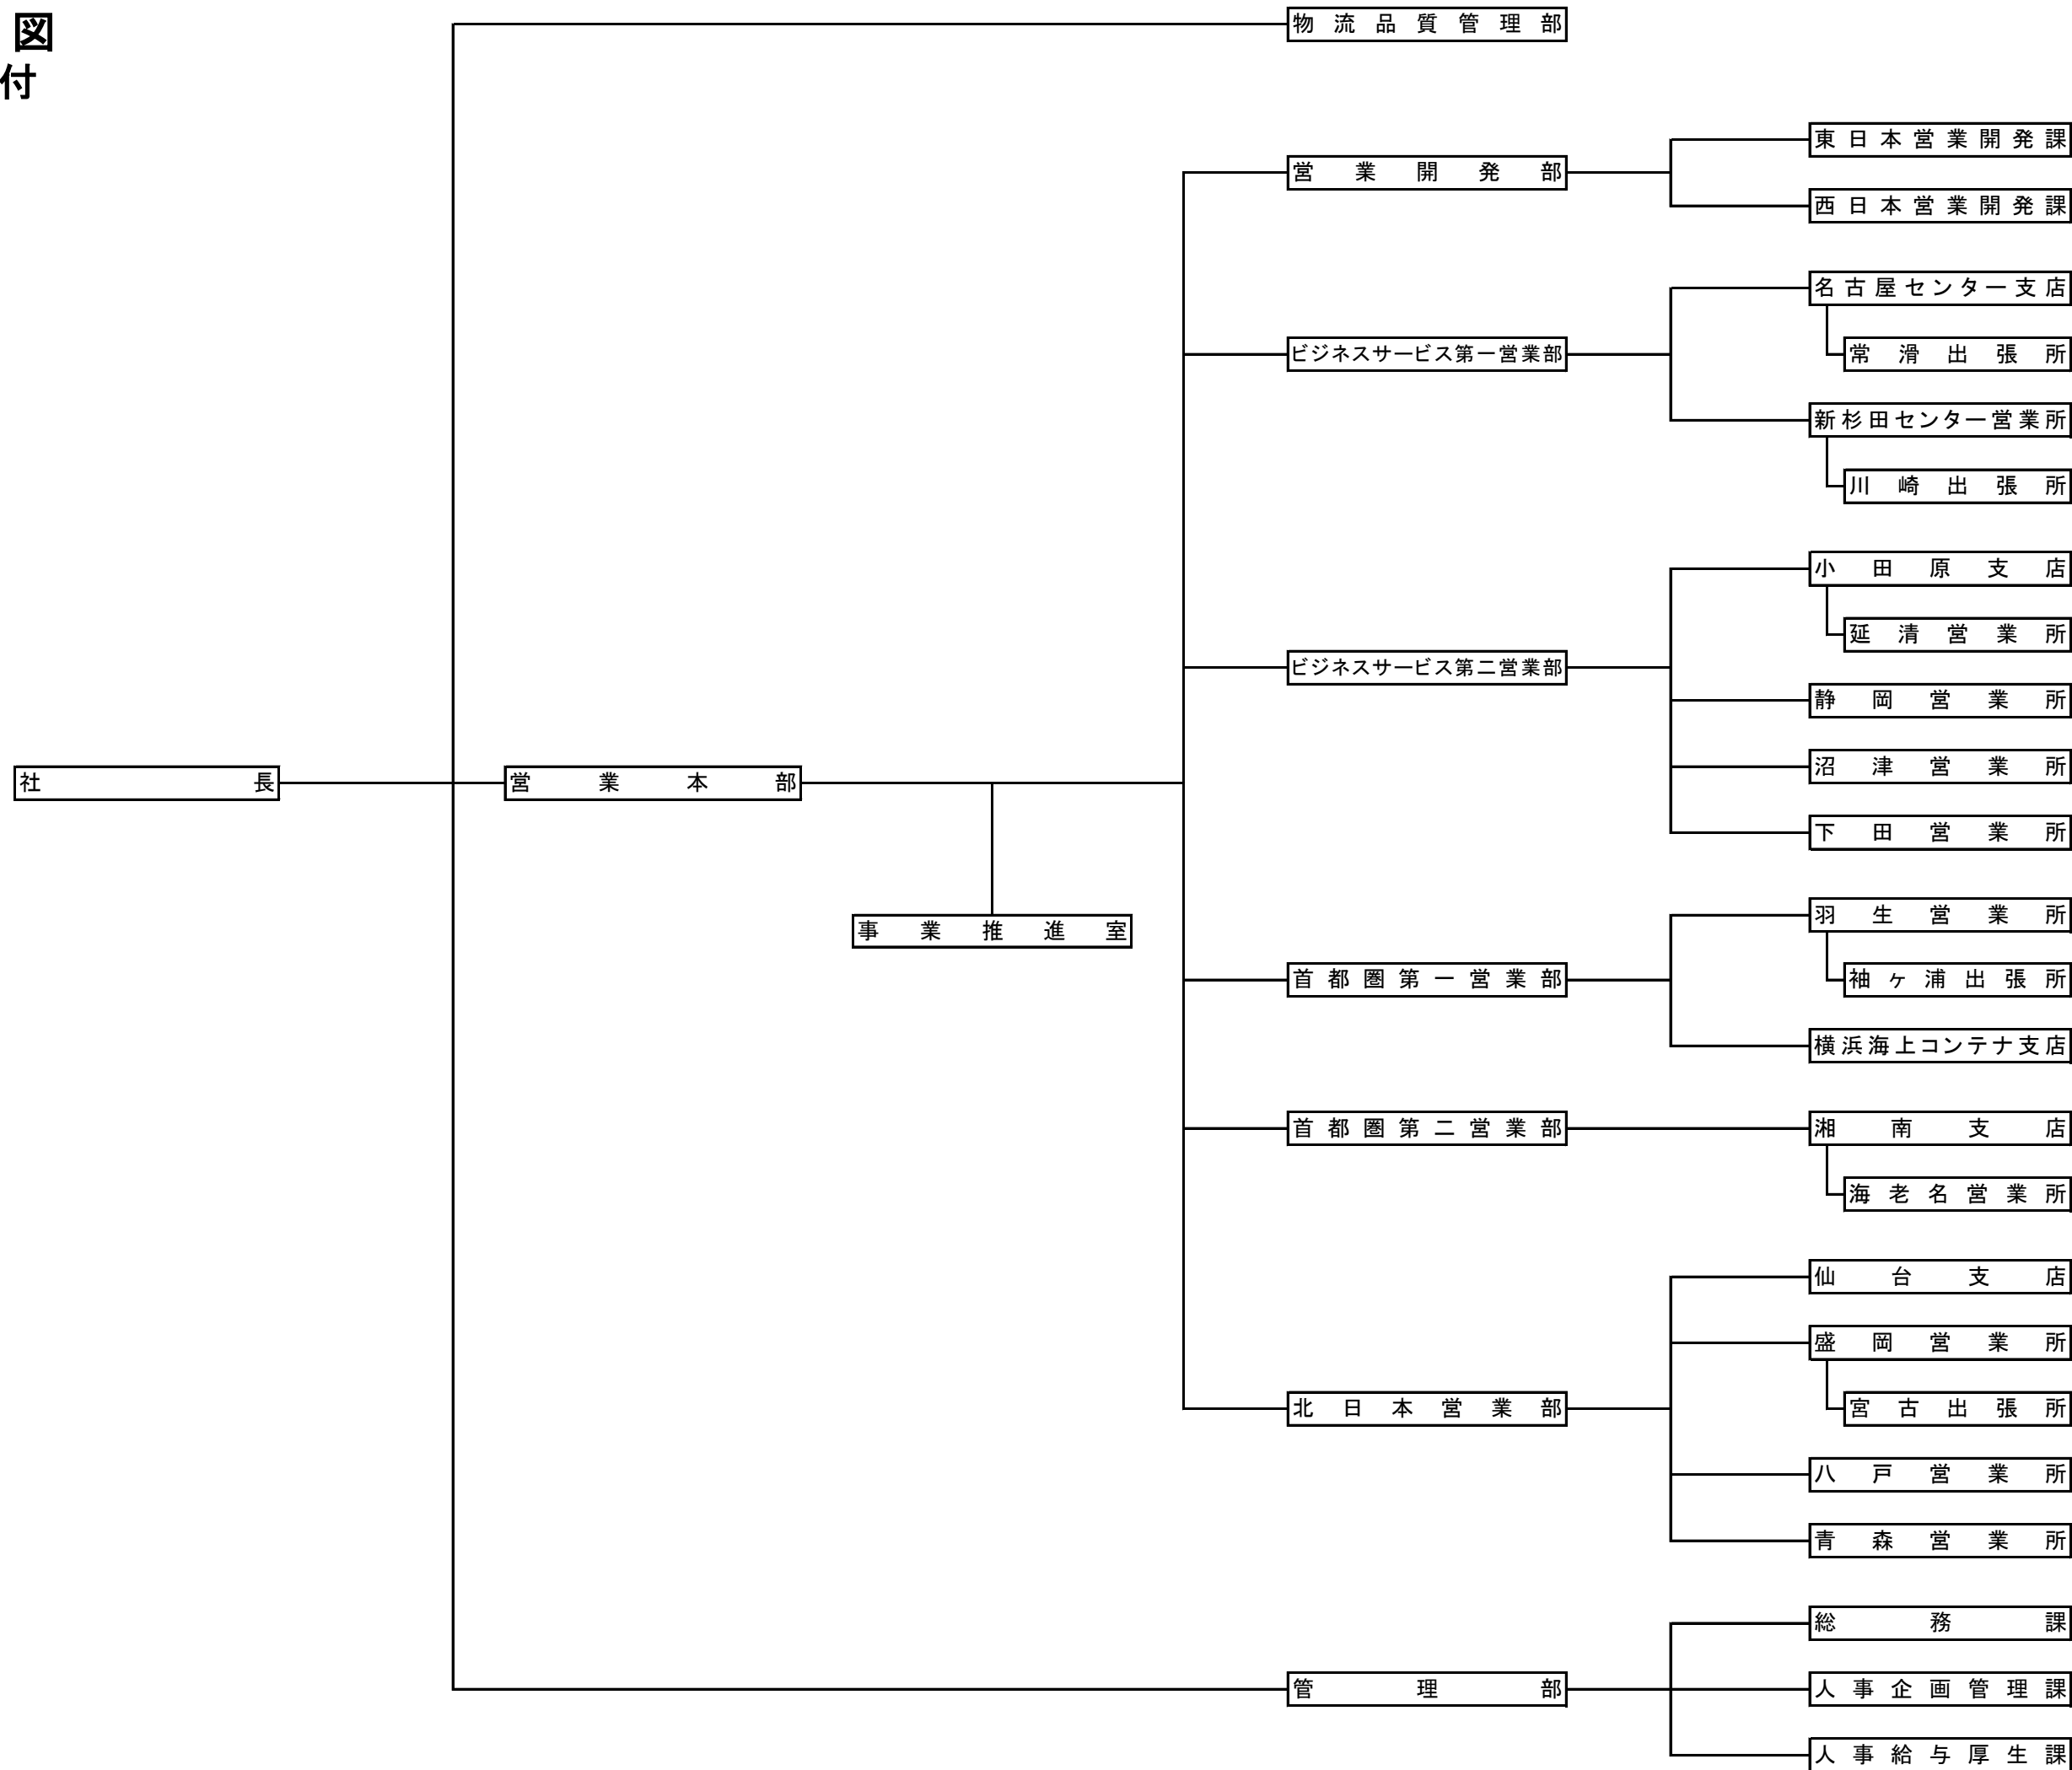 図
付
物流品質管理部
東日本営業開発課
営業開発部
西日本営業開発課
名古屋センター支店
ビジネスサービス第一営業部
常滑出張所
新杉田センター営業所
川崎出張所
小田原支店
延清営業所
ビジネスサービス第二営業部
静岡営業所
沼津営業所
社長
営業本部
下田営業所
羽生営業所
事業推進室
首都圏第一営業部
袖ヶ浦出張所
横浜海上コンテナ支店
首都圏第二営業部
湘南支店
海老名営業所
仙台支店
盛岡営業所
北日本営業部
宮古出張所
八戸営業所
青森営業所
総務課
管理部
人事企画管理課
人事給与厚生課